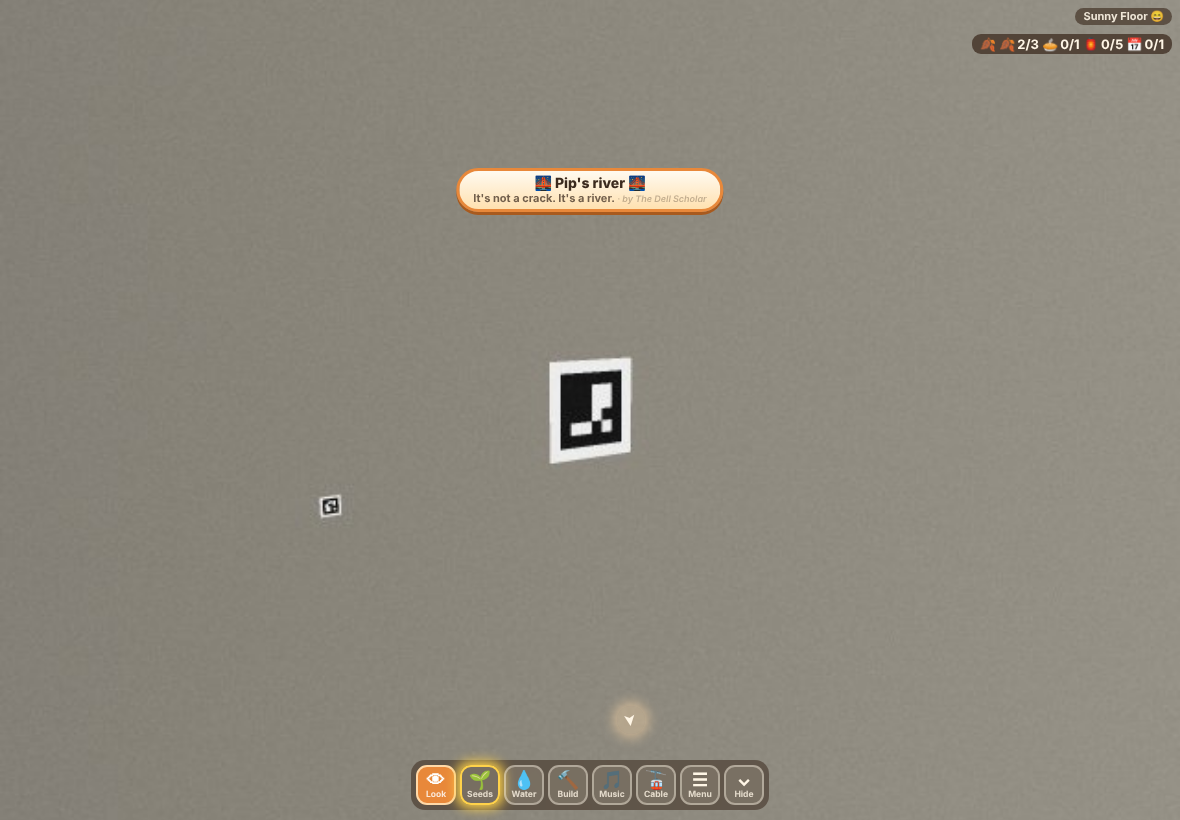 Sunny Floor
2/3 0/1 0/5 0/1
Pip's river
It's not a crack. It's a river. · by The Dell Scholar
Look
Seeds
Water
Build
Music
Cable
Menu
Hide